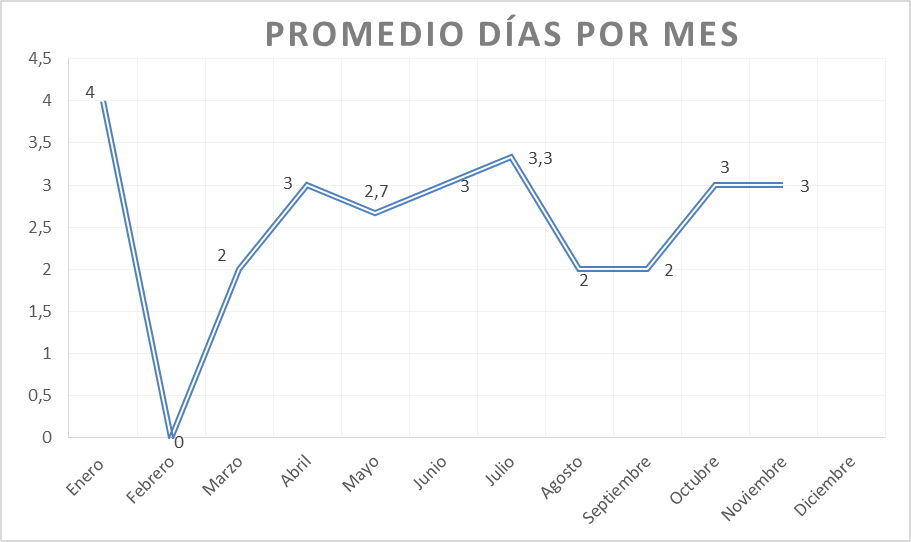 PROMEDIO DÍAS POR MES
4,5
4
3,5
3
2,5
2
1,5
1
0,5
0
4
0
2
3
2,7
3
3,3
2
2
3
3
Enero
Febrero
Marzo
Abril
Mayo
Junio
Julio
Agosto
Septiembre
Octubre
Noviembre
Diciembre